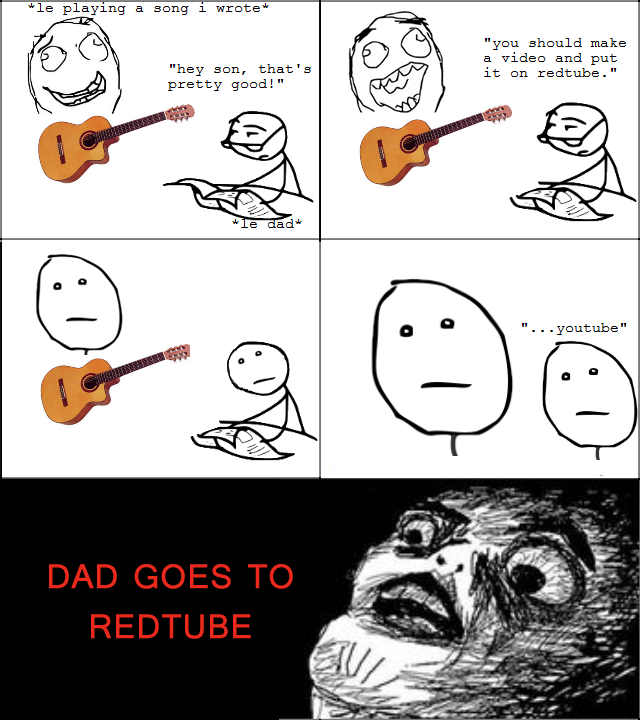 *le playing a song i wrote*
"hey son, that's
pretty good!"
*le dad*
"you should make
a video and put
it on redtube."
"...youtube"
DAD GOES TO
REDTUBE